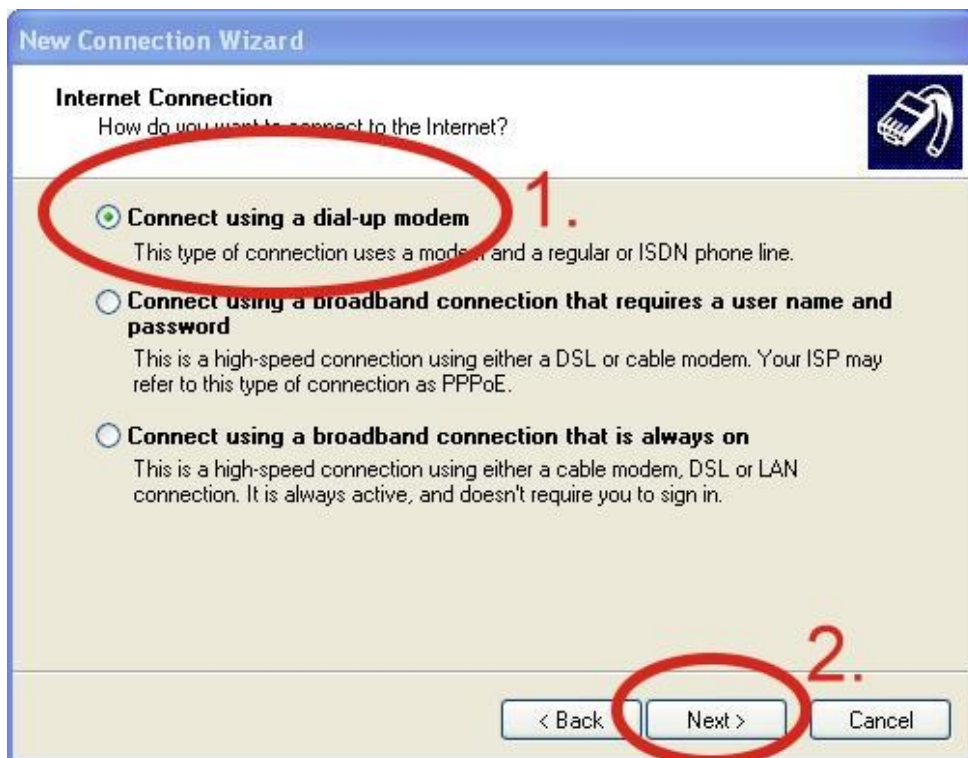 New Connection Wizard
Internet Connection
How do you want to connect to the Internet?
1.
Connect using a dial-up modem
This type of connection uses a modem and a regular or ISDN phone line.
Connect using a broadband connection that requires a user name and
password
This is a high-speed connection using either a DSL or cable modem. Your ISP may
refer to this type of connection as PPPoE.
Connect using a broadband connection that is always on
This is a high-speed connection using either a cable modem, DSL or LAN
connection. It is always active, and doesn't require you to sign in.
2.
< Back Next > Cancel